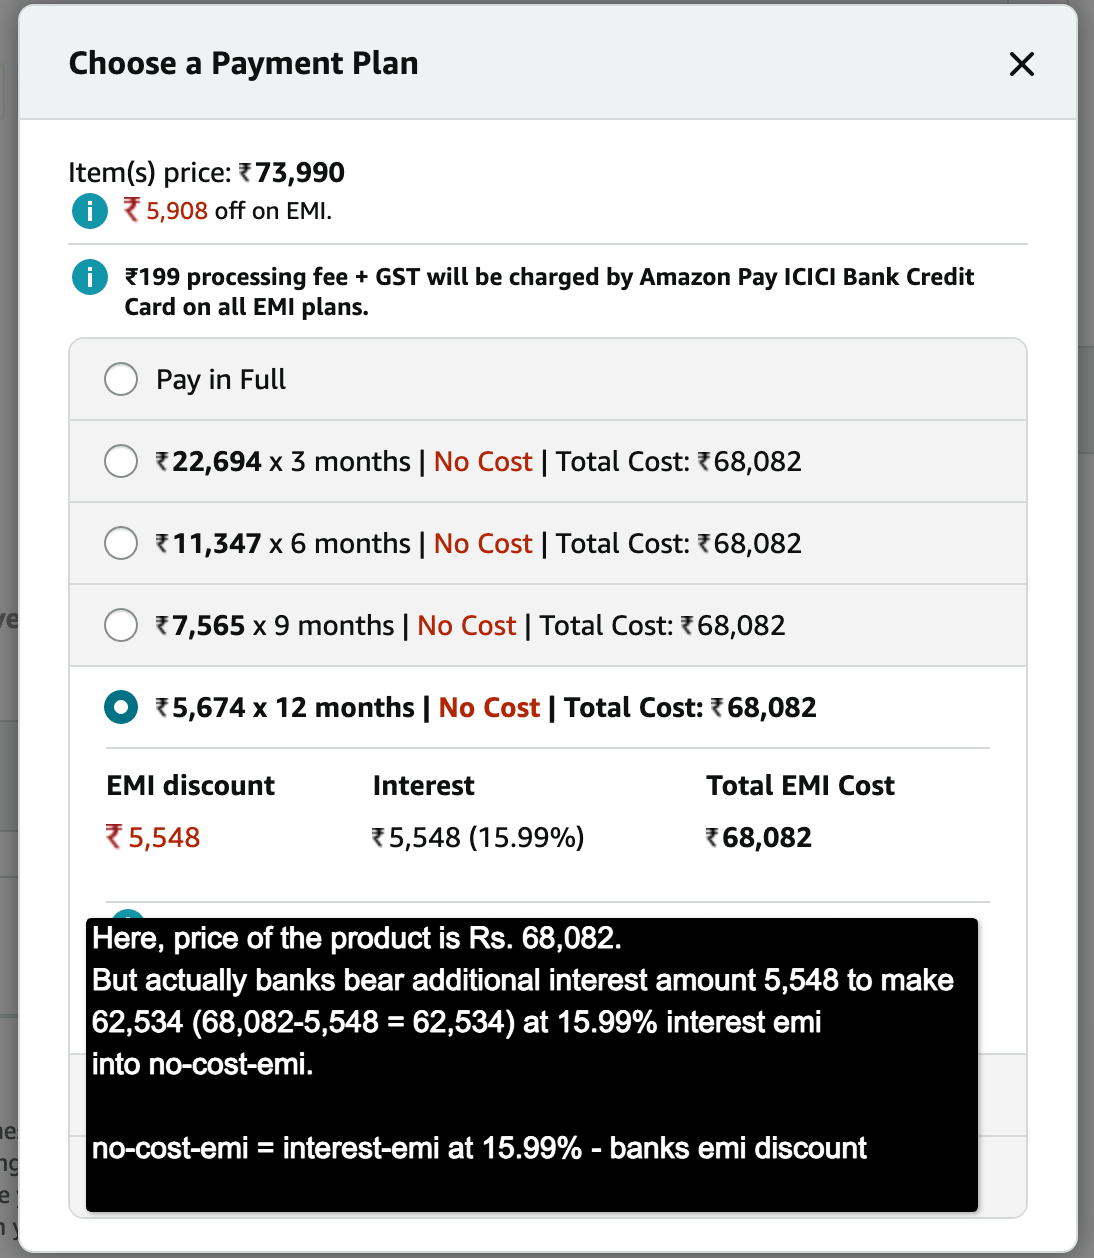 Choose a Payment Plan
Item(s) price: ₹73,990
₹5,908 off on EMI.
₹199 processing fee + GST will be charged by Amazon Pay ICICI Bank Credit
Card on all EMI plans.
Pay in Full
₹22,694 x 3 months | No Cost | Total Cost: ₹68,082
₹11,347 x 6 months | No Cost | Total Cost: ₹68,082
₹7,565 x 9 months | No Cost | Total Cost: ₹68,082
₹5,674 x 12 months | No Cost | Total Cost: ₹68,082
EMI discount Interest Total EMI Cost
₹5,548 ₹5,548 (15.99%) ₹68,082
Here, price of the product is Rs. 68,082.
But actually banks bear additional interest amount 5,548 to make
62,534 (68,082-5,548 = 62,534) at 15.99% interest emi
into no-cost-emi.
no-cost-emi = interest-emi at 15.99% - banks emi discount